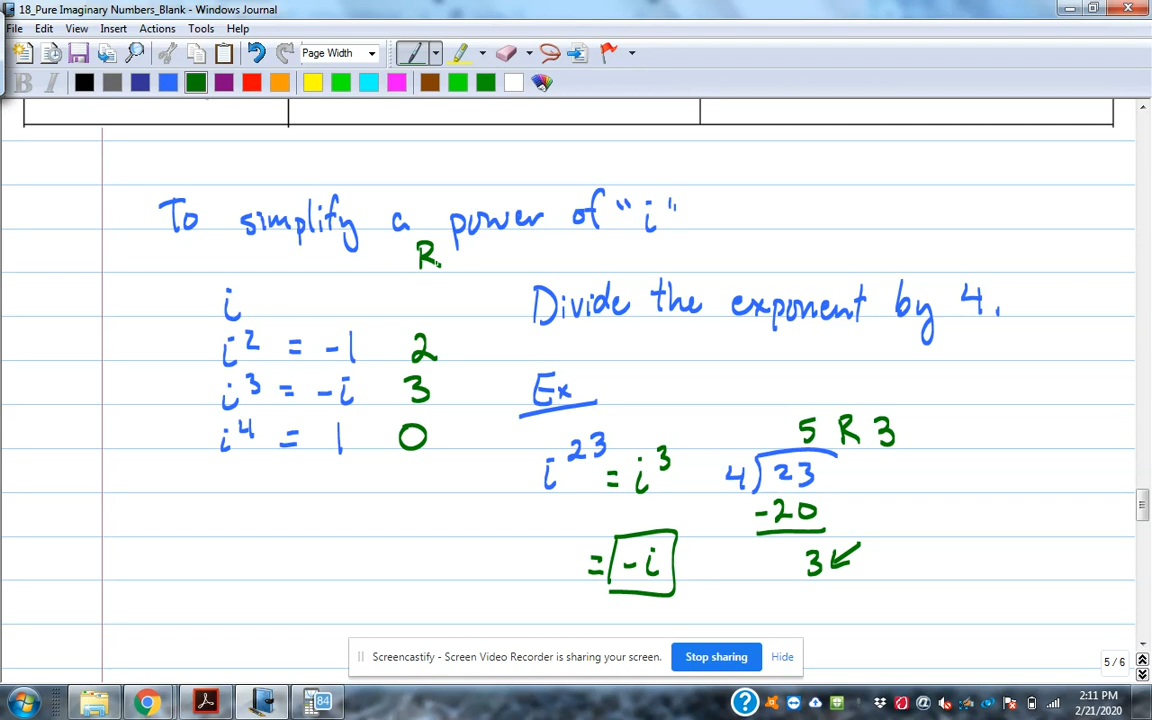 18_Pure Imaginary Numbers_Blank - Windows Journal
File Edit View Insert Actions Tools Help
Page Width
B I
To simplify a power of "i"
R
i
Divide the exponent by 4.
i² = -1 2
i³ = -i 3
i⁴ = 1 0
Ex
i²³ = i³
= -i
5 R 3
4)23
-20
3
Screencastify - Screen Video Recorder is sharing your screen. Stop sharing Hide
5 / 6
84
2:11 PM
2/21/2020